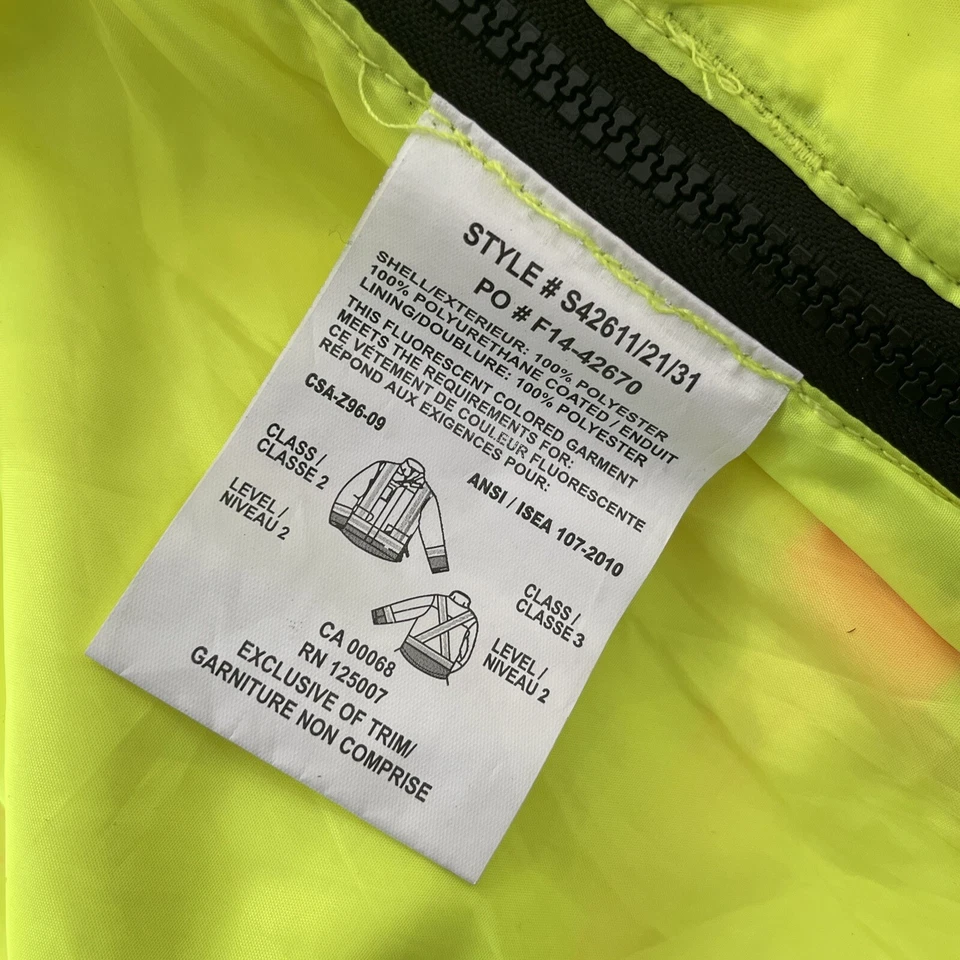 STYLE # S42611/21/31
PO # F14-42670
SHELL/EXTERIEUR: 100% POLYESTER
100% POLYURETHANE COATED / ENDUIT
LINING/DOUBLURE: 100% POLYESTER
THIS FLUORESCENT COLORED GARMENT
MEETS THE REQUIREMENTS FOR:
CE VÊTEMENT DE COULEUR FLUORESCENTE
RÉPOND AUX EXIGENCES POUR:
CSA-Z96-09
CLASS /
CLASSE 2
LEVEL /
NIVEAU 2
ANSI / ISEA 107-2010
CLASS /
CLASSE 3
LEVEL /
NIVEAU 2
CA 00068
RN 125007
EXCLUSIVE OF TRIM/
GARNITURE NON COMPRISE